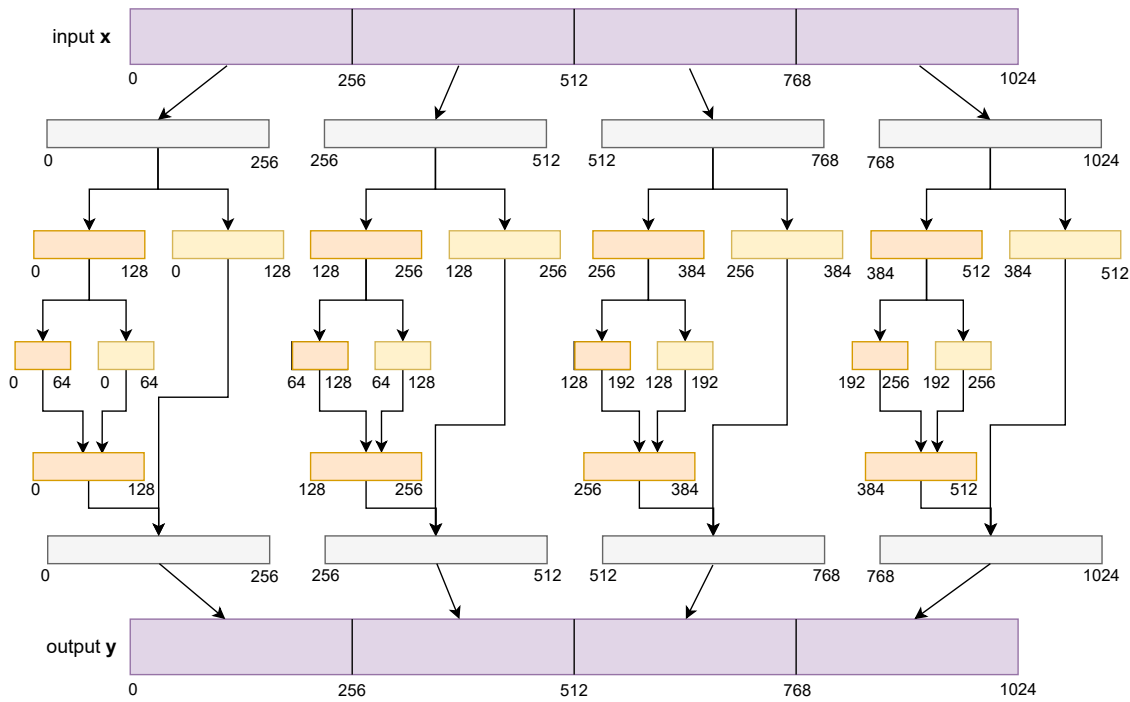 input x
0 256 512 768 1024
0 256 256 512 512 768 768 1024
0 128 0 128 128 256 128 256 256 384 256 384 384 512 384 512
0 64 0 64 64 128 64 128 128 192 128 192 192 256 192 256
0 128 128 256 256 384 384 512
0 256 256 512 512 768 768 1024
output y
0 256 512 768 1024